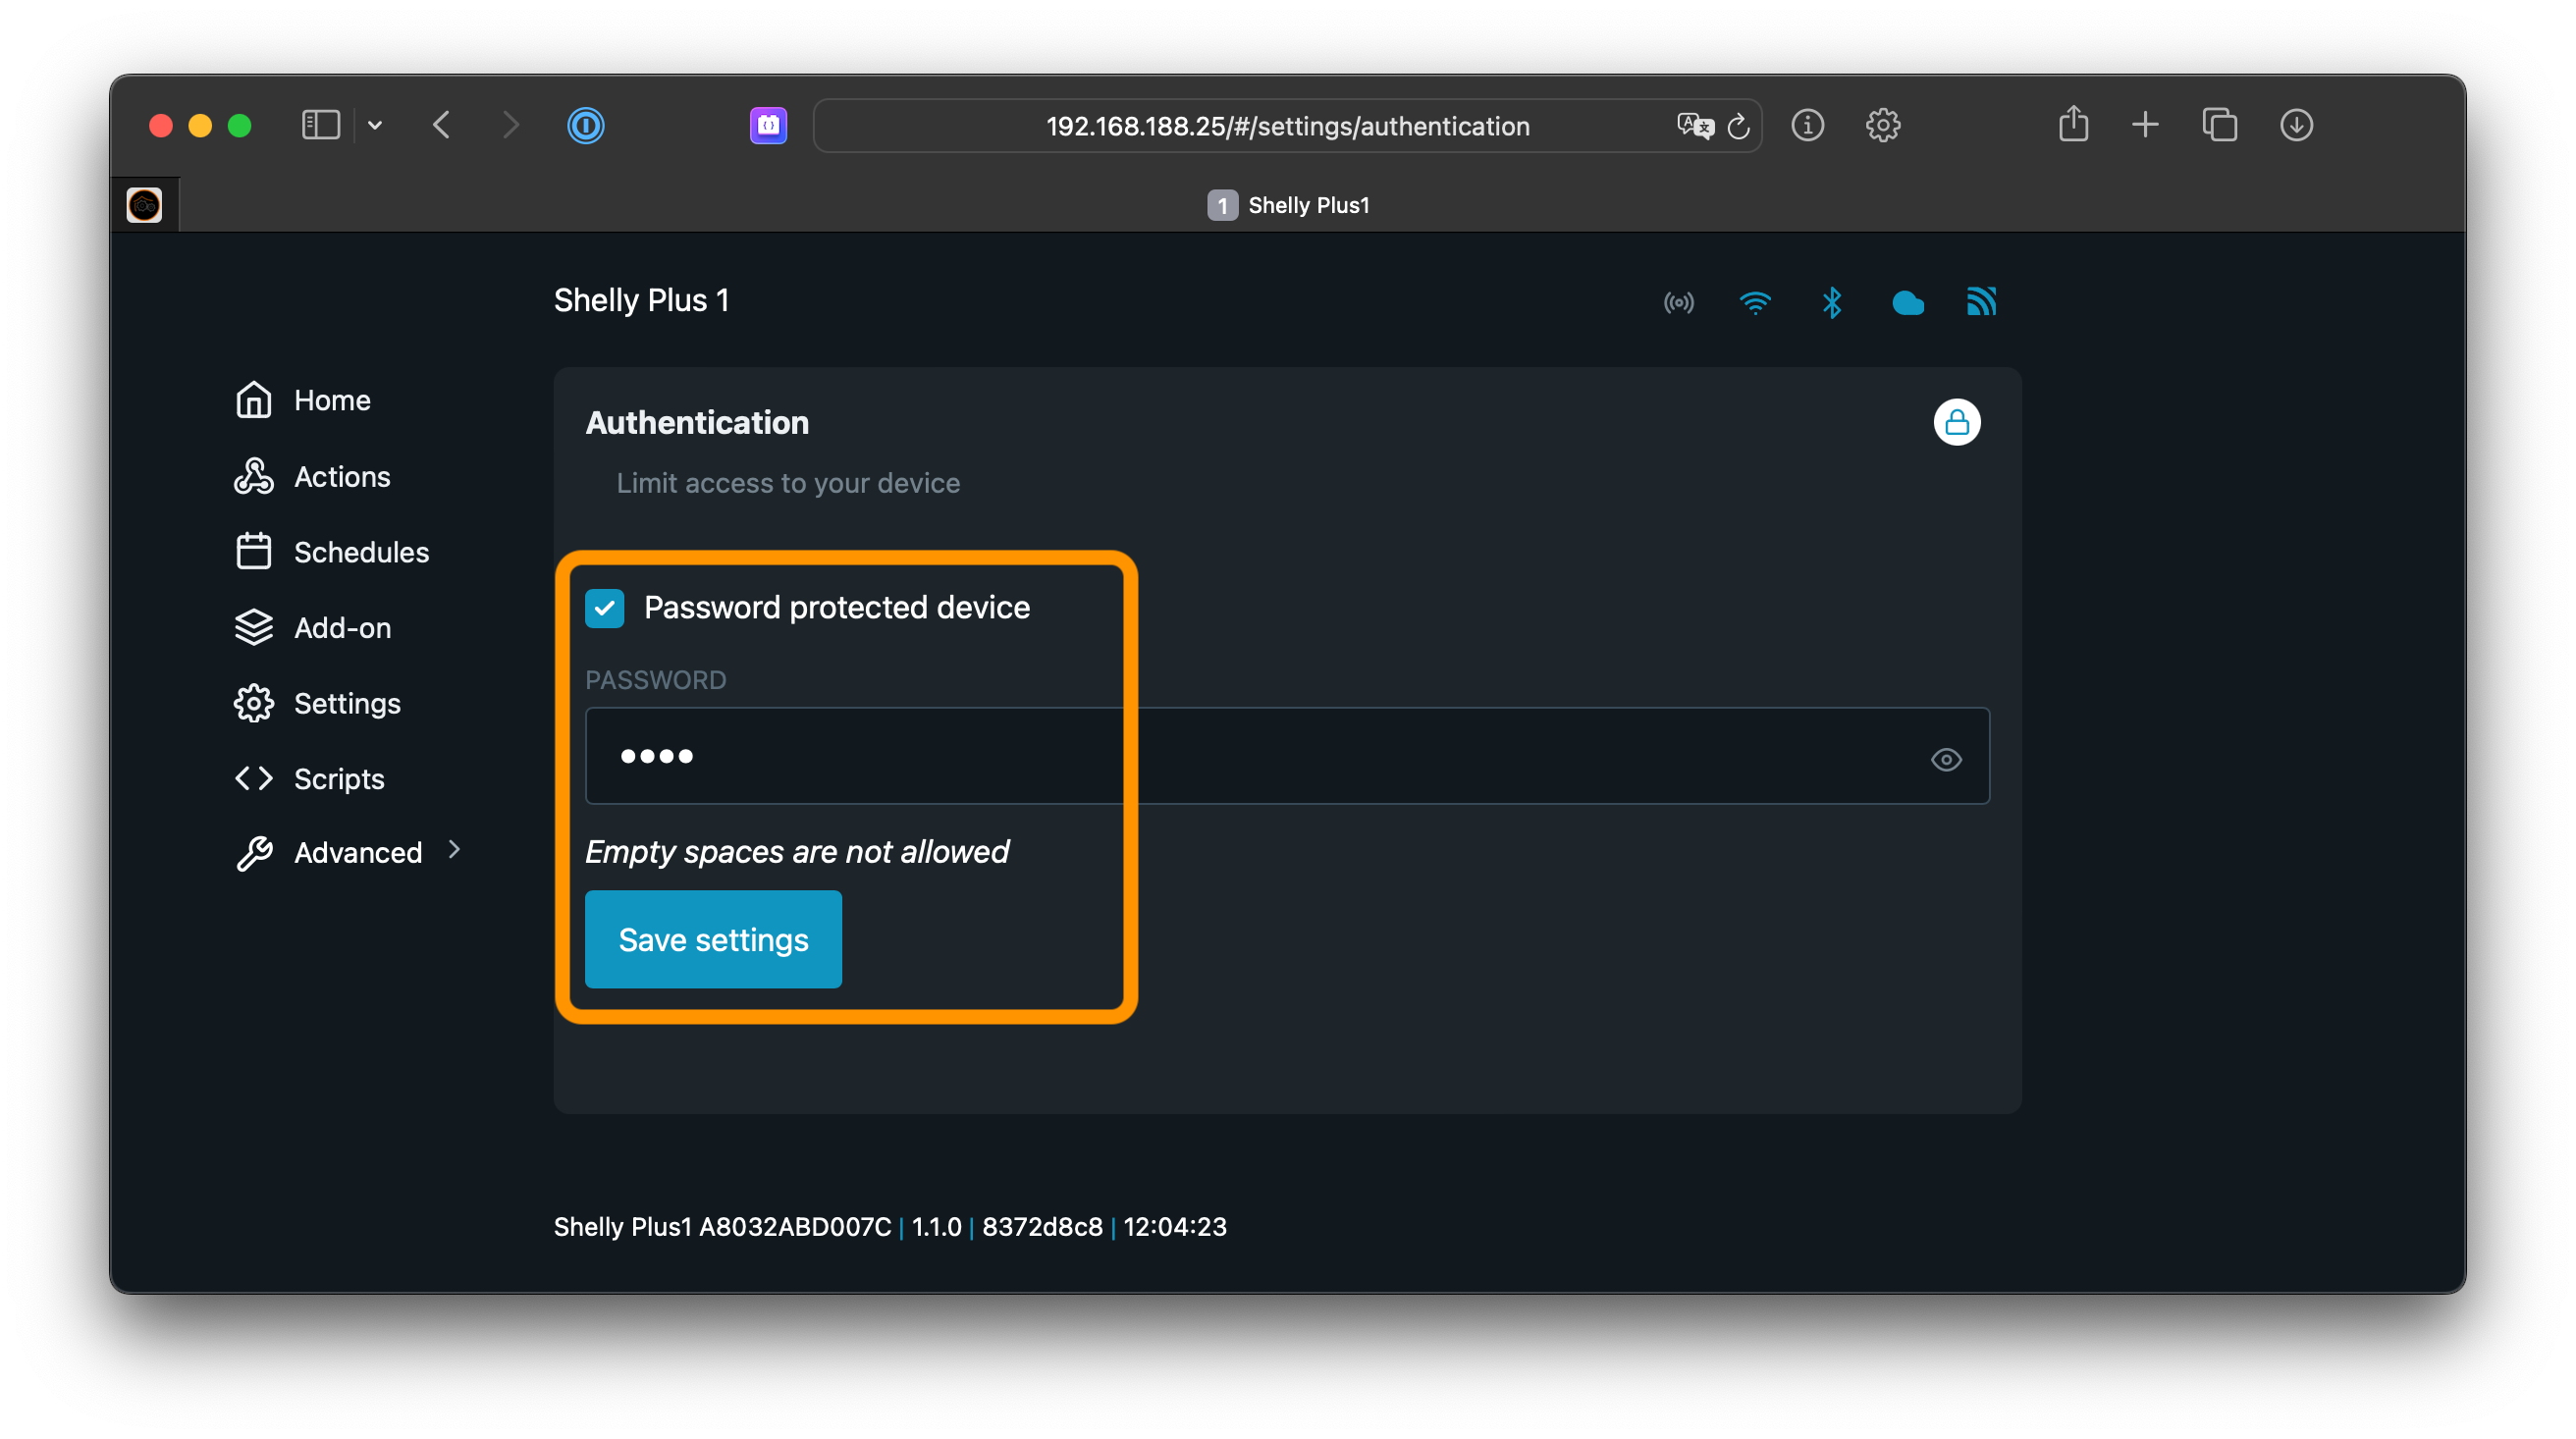 192.168.188.25/#/settings/authentication
1 Shelly Plus1
Shelly Plus 1
Home
Actions
Schedules
Add-on
Settings
Scripts
Advanced
Authentication
Limit access to your device
Password protected device
PASSWORD
••••
Empty spaces are not allowed
Save settings
Shelly Plus1 A8032ABD007C | 1.1.0 | 8372d8c8 | 12:04:23